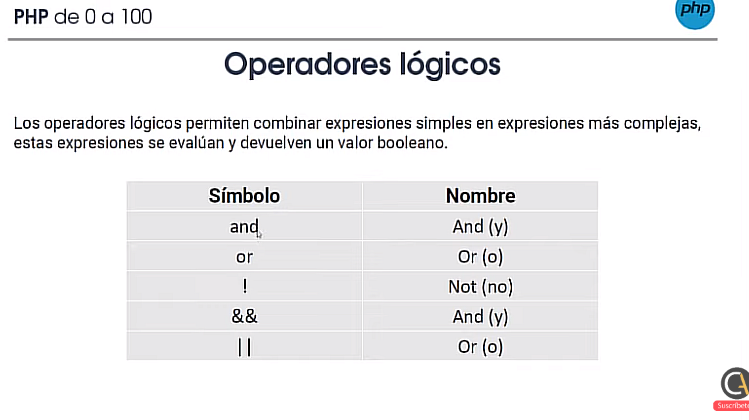 PHP de 0 a 100
php
Operadores lógicos
Los operadores lógicos permiten combinar expresiones simples en expresiones más complejas,
estas expresiones se evalúan y devuelven un valor booleano.
Símbolo Nombre
and And (y)
or Or (o)
! Not (no)
&& And (y)
|| Or (o)
Suscríbete